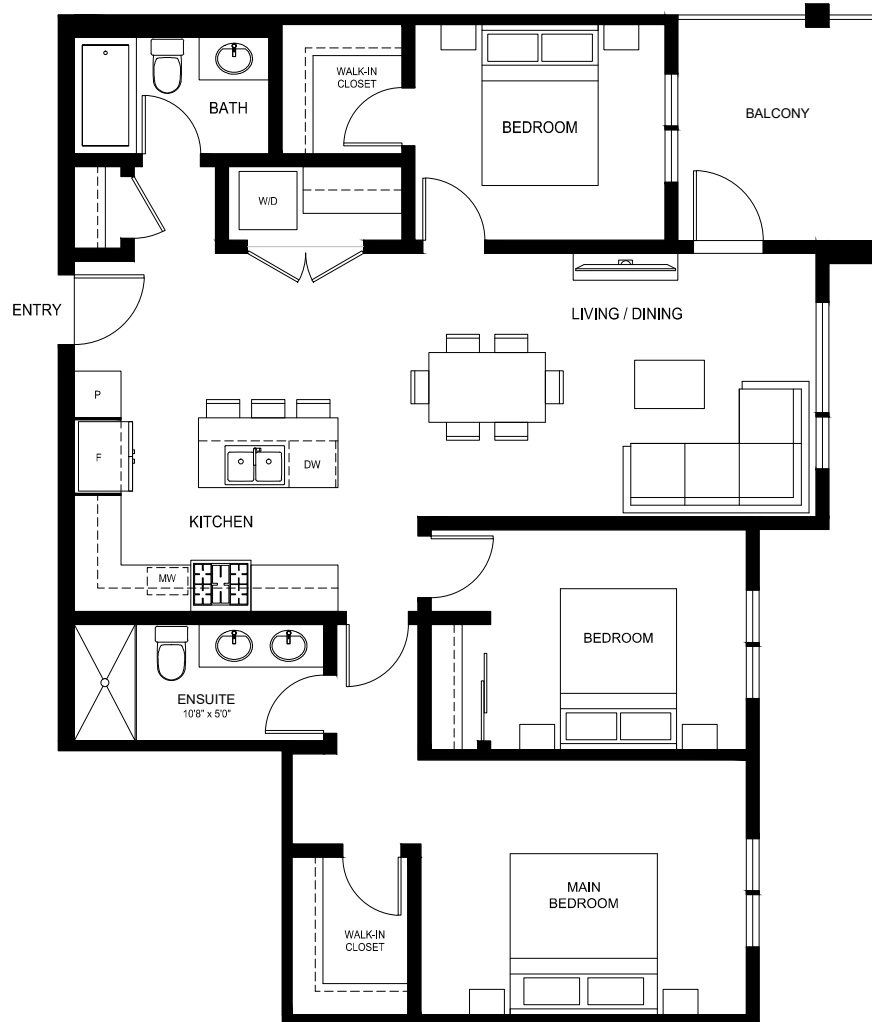 WALK-IN
CLOSET
BATH
BEDROOM
BALCONY
W/D
ENTRY
LIVING / DINING
P
F
DW
KITCHEN
MW
BEDROOM
ENSUITE
10'8" x 5'0"
MAIN
BEDROOM
WALK-IN
CLOSET